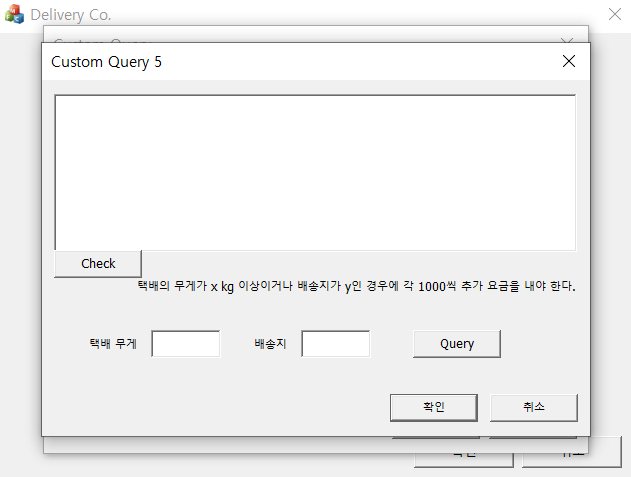 Delivery Co.
Custom Query 5
Check
택배의 무게가 x kg 이상이거나 배송지가 y인 경우에 각 1000씩 추가 요금을 내야 한다.
택배 무게 배송지 Query
확인 취소